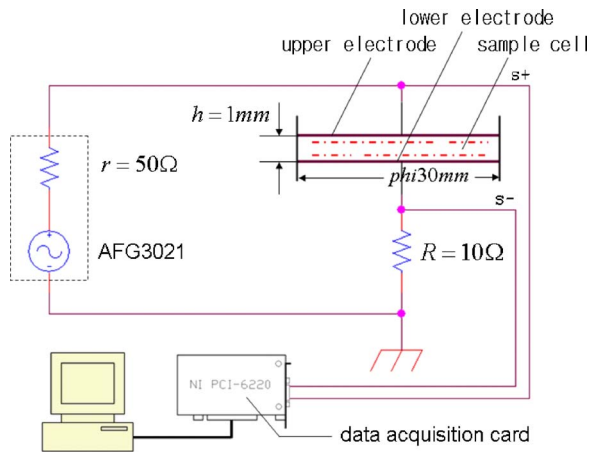 lower electrode
upper electrode
sample cell
s+
h = 1mm
r = 50Ω
phi30mm
s-
AFG3021
R = 10Ω
NI PCI-6220
data acquisition card